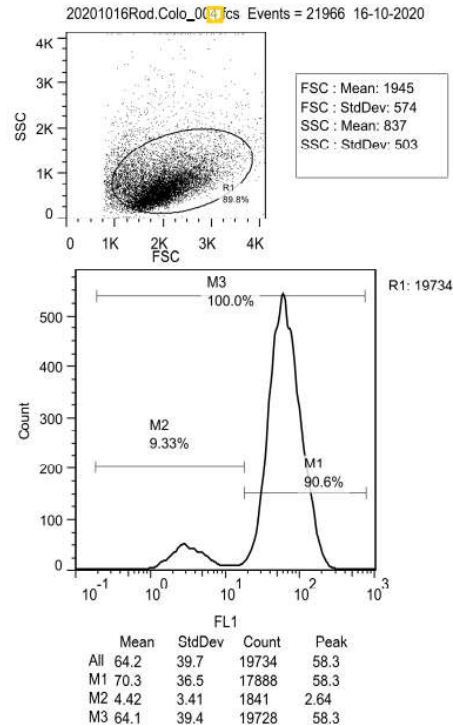 20201016Rod.Colo_004.fcs Events = 21966 16-10-2020
4K
3K
2K
1K
0
SSC
R1
89.8%
0 1K 2K 3K 4K
FSC
FSC : Mean: 1945
FSC : StdDev: 574
SSC : Mean: 837
SSC : StdDev: 503
M3
100.0%
R1: 19734
500
400
300
200
100
0
Count
M2
9.33%
M1
90.6%
10-1 100 10 102 103
FL1
Mean StdDev Count Peak
All 64.2 39.7 19734 58.3
M1 70.3 36.5 17888 58.3
M2 4.42 3.41 1841 2.64
M3 64.1 39.4 19728 58.3